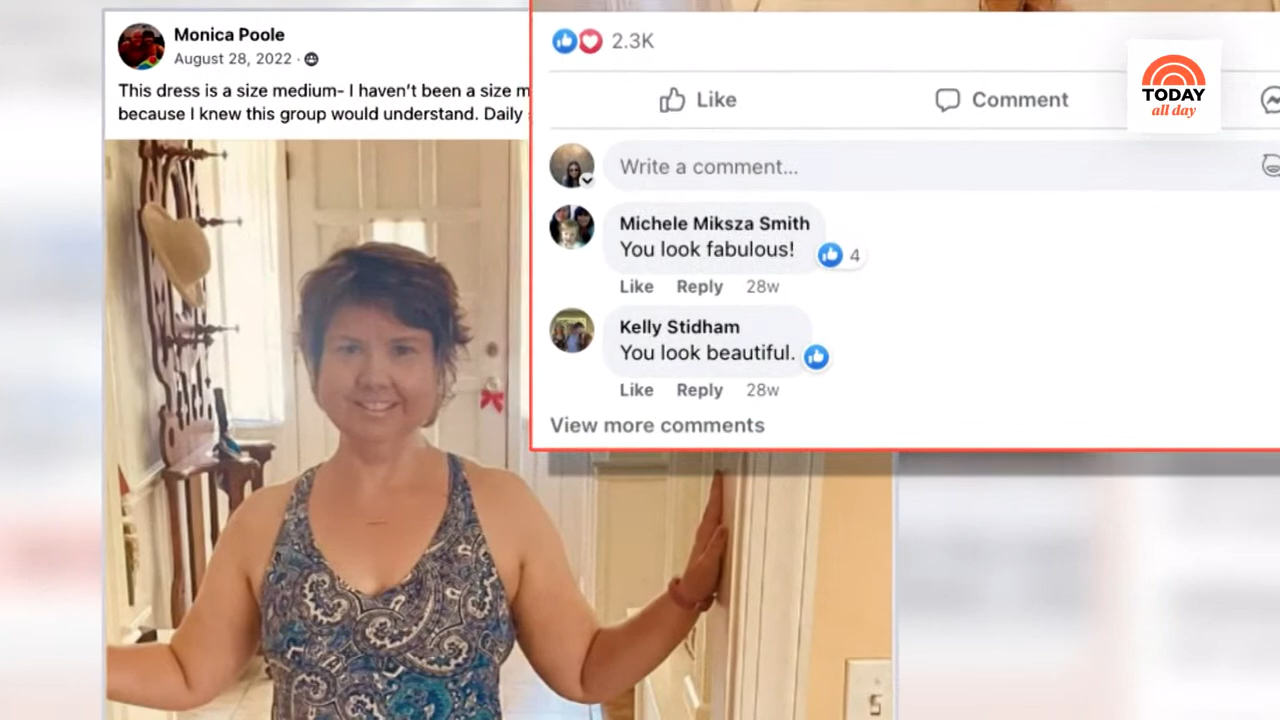 Monica Poole
August 28, 2022 ·
This dress is a size medium- I haven't been a size m
because I knew this group would understand. Daily
2.3K
Like
Comment
Write a comment...
Michele Miksza Smith
You look fabulous!
4
Like Reply 28w
Kelly Stidham
You look beautiful.
Like Reply 28w
View more comments
TODAY
all day